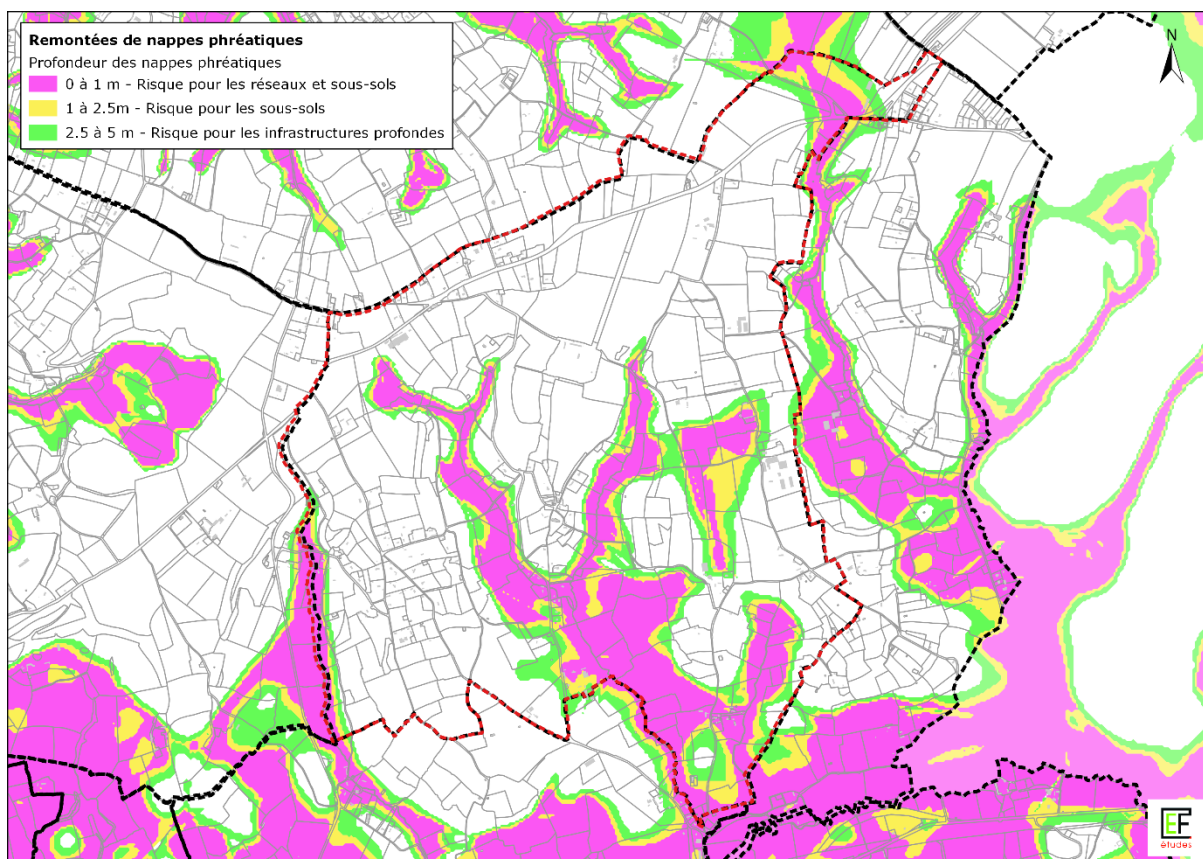 Remontées de nappes phréatiques
Profondeur des nappes phréatiques
0 à 1 m - Risque pour les réseaux et sous-sols
1 à 2.5m - Risque pour les sous-sols
2.5 à 5 m - Risque pour les infrastructures profondes
N
EF
études